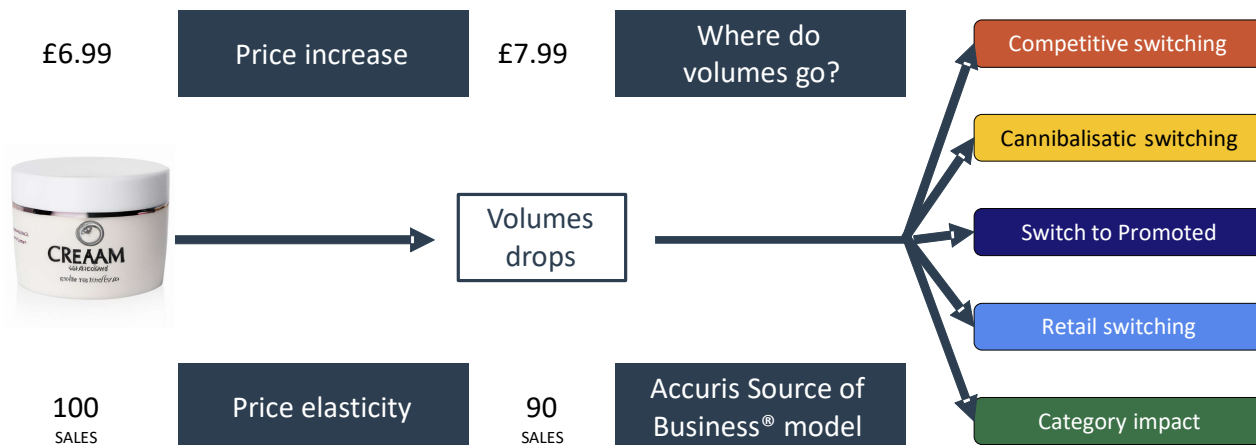 £6.99
Price increase
£7.99
Where do
volumes go?
Competitive switching
Cannibalisatic switching
Switch to Promoted
Retail switching
Category impact
CREAAM
Volumes
drops
100
SALES
Price elasticity
90
SALES
Accuris Source of
Business® model